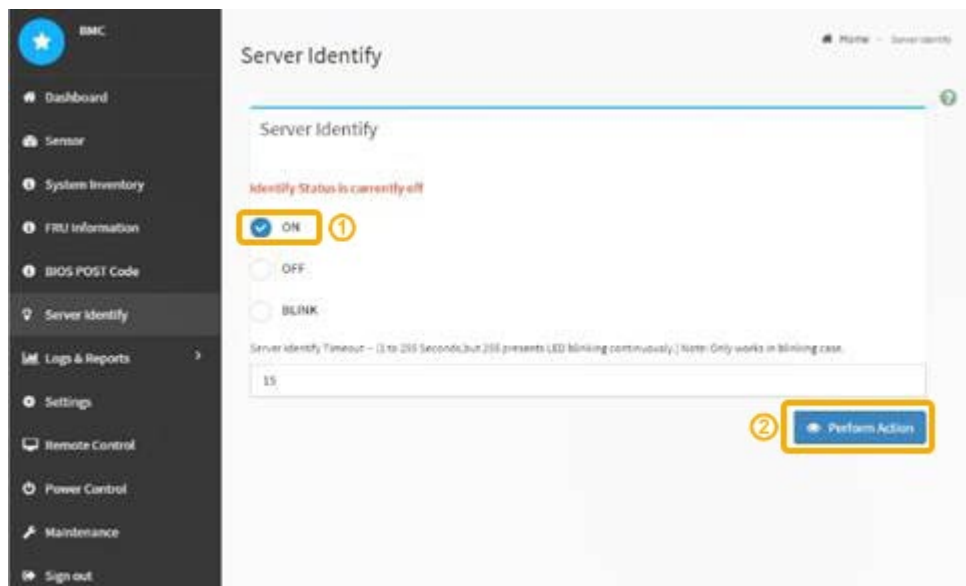 BMC
Dashboard
Sensor
System Inventory
FRU Information
BIOS POST Code
Server Identify
Logs & Reports
Settings
Remote Control
Power Control
Maintenance
Sign out
Server Identify
Home - Server Identify
Server Identify
Identify Status is currently off
ON
1
OFF
BLINK
Server Identify Timeout -- (1 to 255 Seconds,but 255 presents LED blinking continuously.) Note: Only works in blinking case.
15
2
Perform Action